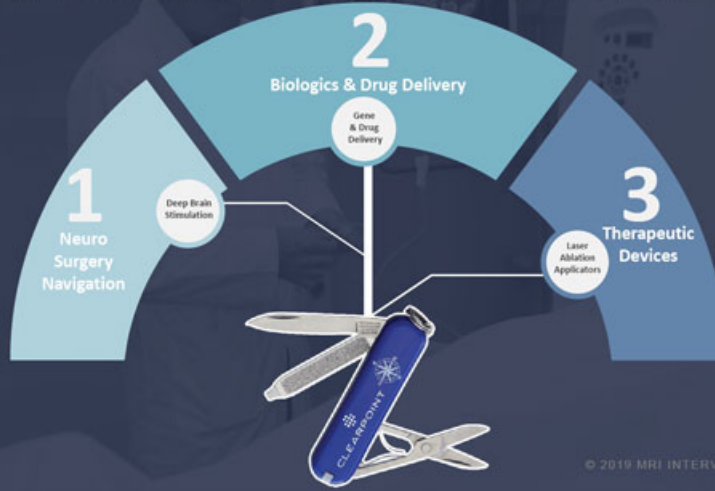 1
Neuro
Surgery
Navigation
Deep Brain
Stimulation
2
Biologics & Drug Delivery
Gene
& Drug
Delivery
3
Therapeutic
Devices
Laser
Ablation
Applicators
CLEARPOINT
© 2019 MRI INTERV